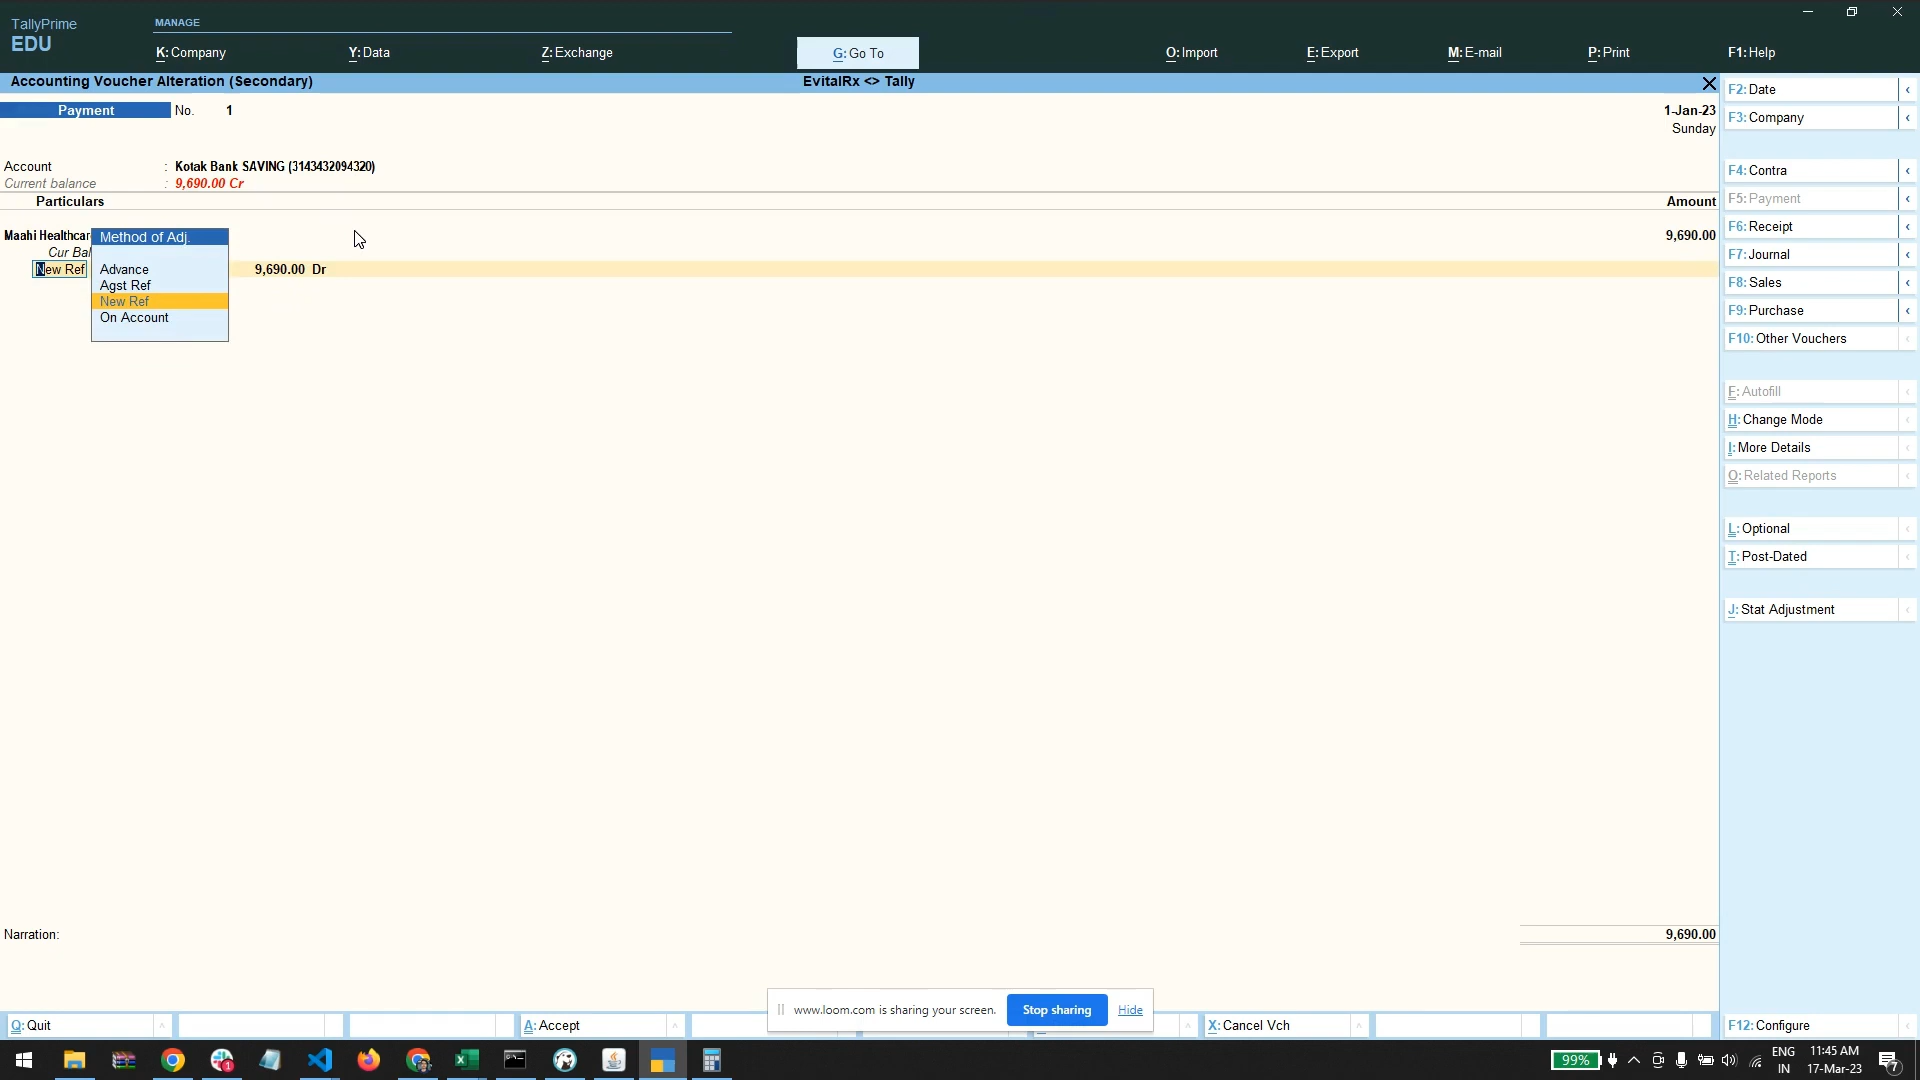 TallyPrime
EDU
MANAGE
K: Company
Y: Data
Z: Exchange
G: Go To
O: Import
E: Export
M: E-mail
P: Print
F1: Help
Accounting Voucher Alteration (Secondary)
EvitalRx <> Tally
Payment No. 1
1-Jan-23
Sunday
Account : Kotak Bank SAVING (3143432094320)
Current balance : 9,690.00 Cr
Particulars
Amount
Maahi Healthcar
9,690.00
Cur Bal
New Ref
9,690.00 Dr
Method of Adj.
Advance
Agst Ref
New Ref
On Account
Narration:
9,690.00
F2: Date
F3: Company
F4: Contra
F5: Payment
F6: Receipt
F7: Journal
F8: Sales
F9: Purchase
F10: Other Vouchers
F: Autofill
H: Change Mode
I: More Details
O: Related Reports
L: Optional
T: Post-Dated
J: Stat Adjustment
www.loom.com is sharing your screen.
Stop sharing
Hide
Q: Quit
A: Accept
X: Cancel Vch
F12: Configure
99%
ENG
IN
11:45 AM
17-Mar-23
7
1